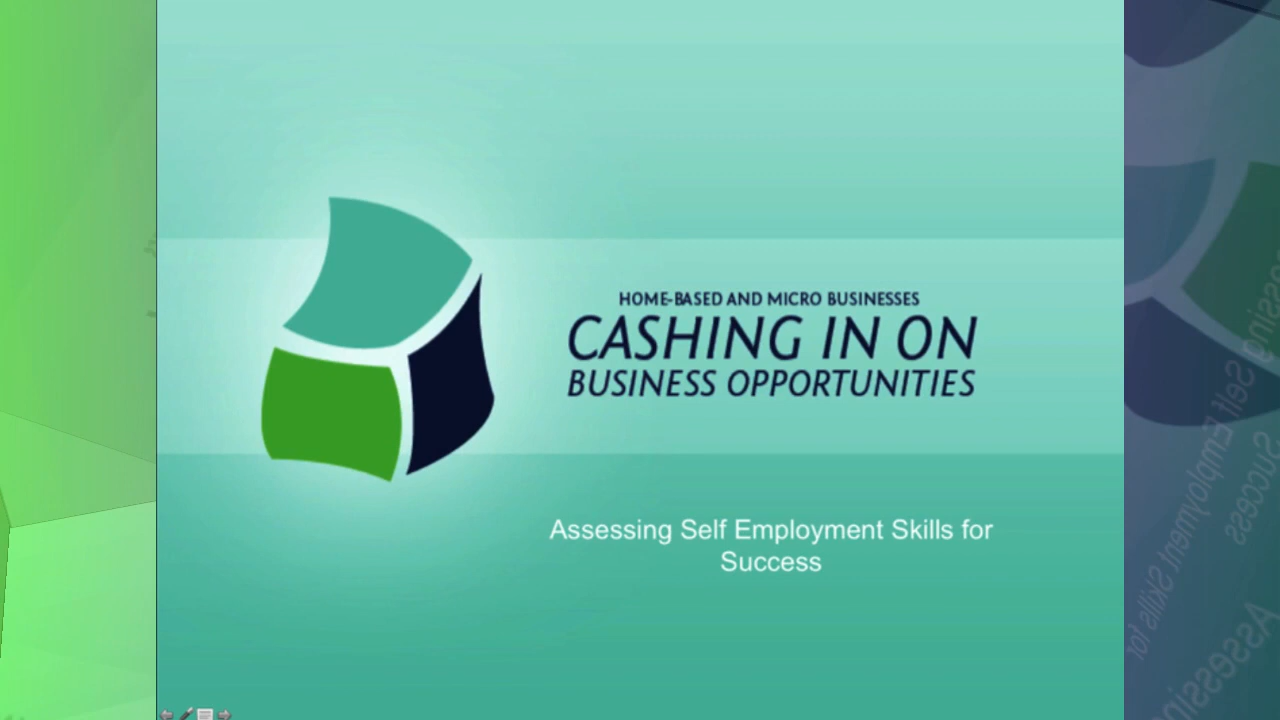 HOME-BASED AND MICRO BUSINESSES
CASHING IN ON
BUSINESS OPPORTUNITIES
Assessing Self Employment Skills for
Success